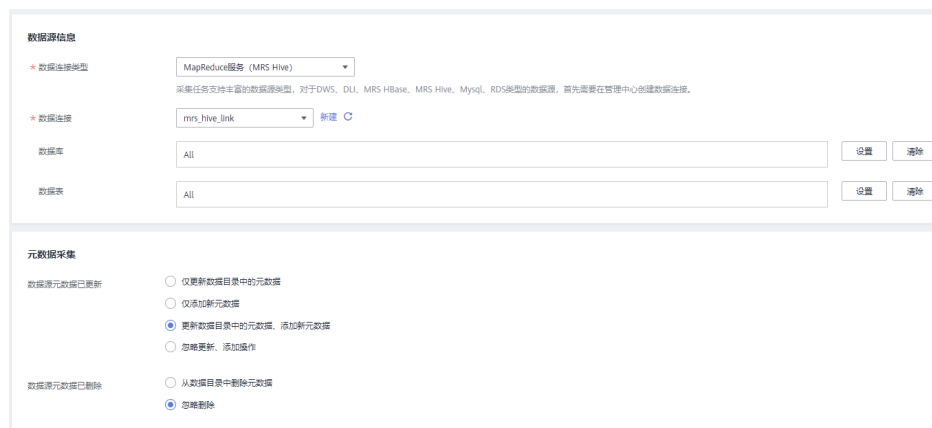 数据源信息
* 数据连接类型 MapReduce服务（MRS Hive）
采集任务支持丰富的数据源类型，对于DWS、DLI、MRS HBase、MRS Hive、Mysql、RDS类型的数据源，首先需要在管理中心创建数据连接。
* 数据连接 mrs_hive_link 新建
数据库 All 设置 清除
数据表 All 设置 清除
元数据采集
数据源元数据已更新 仅更新数据目录中的元数据
仅添加新元数据
更新数据目录中的元数据、添加新元数据
忽略更新、添加操作
数据源元数据已删除 从数据目录中删除元数据
忽略删除